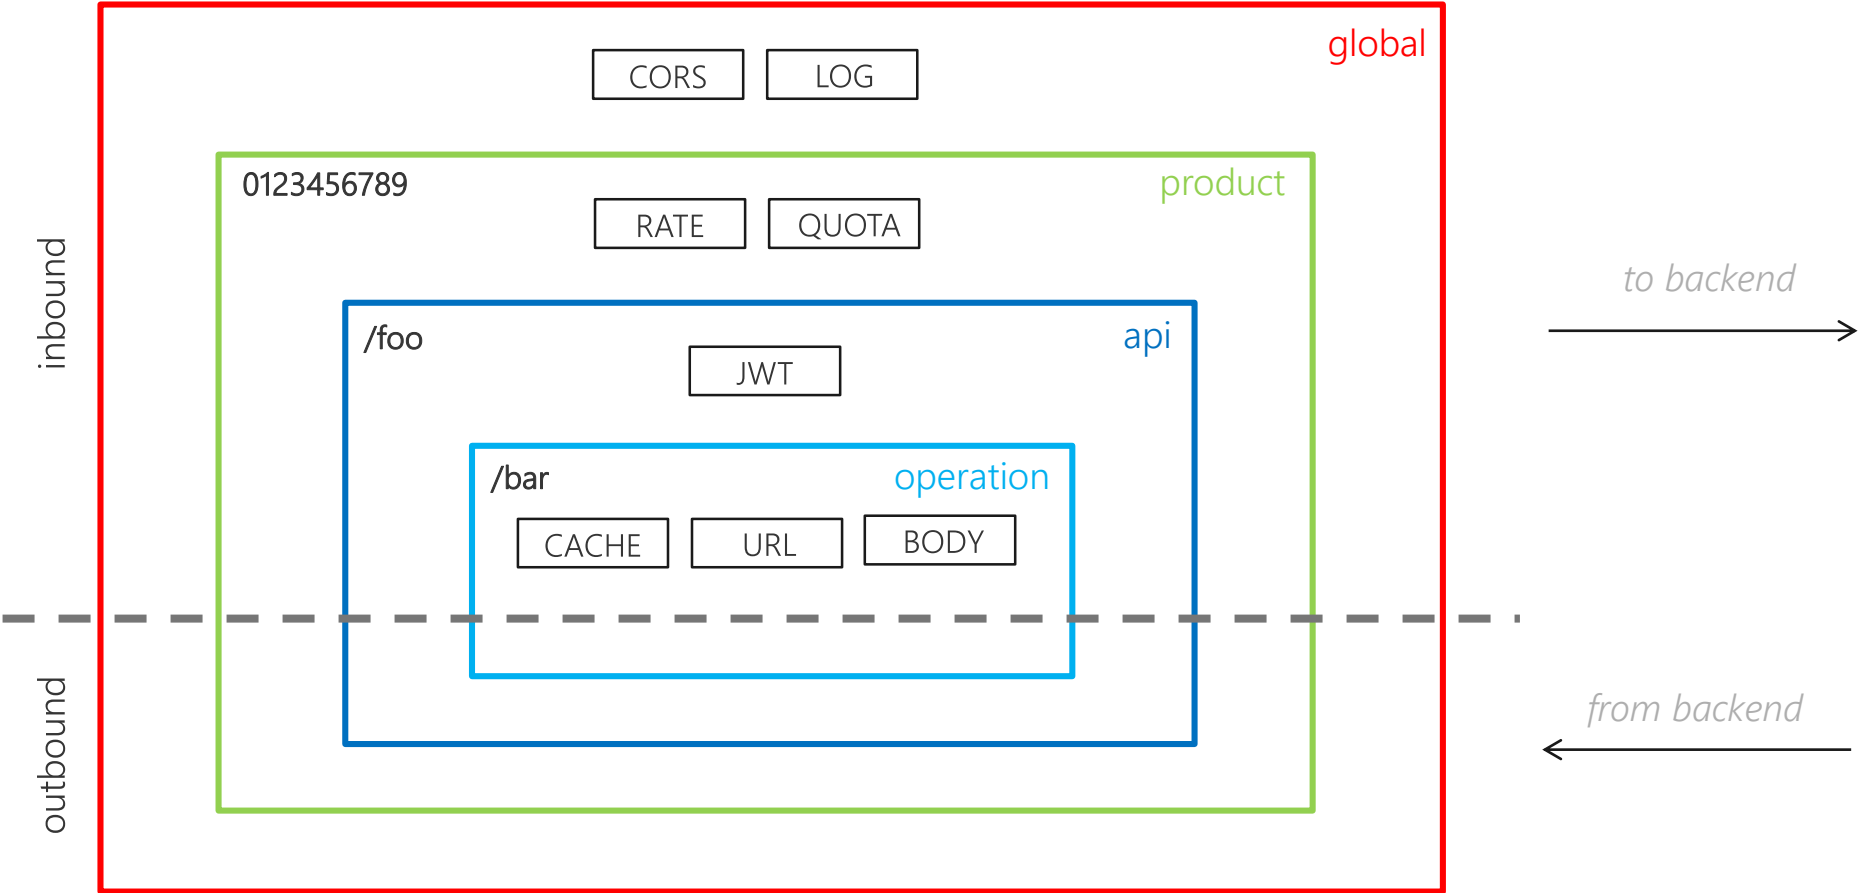 global
CORS
LOG
0123456789
product
RATE
QUOTA
inbound
to backend
/foo
api
JWT
/bar
operation
CACHE
URL
BODY
outbound
from backend